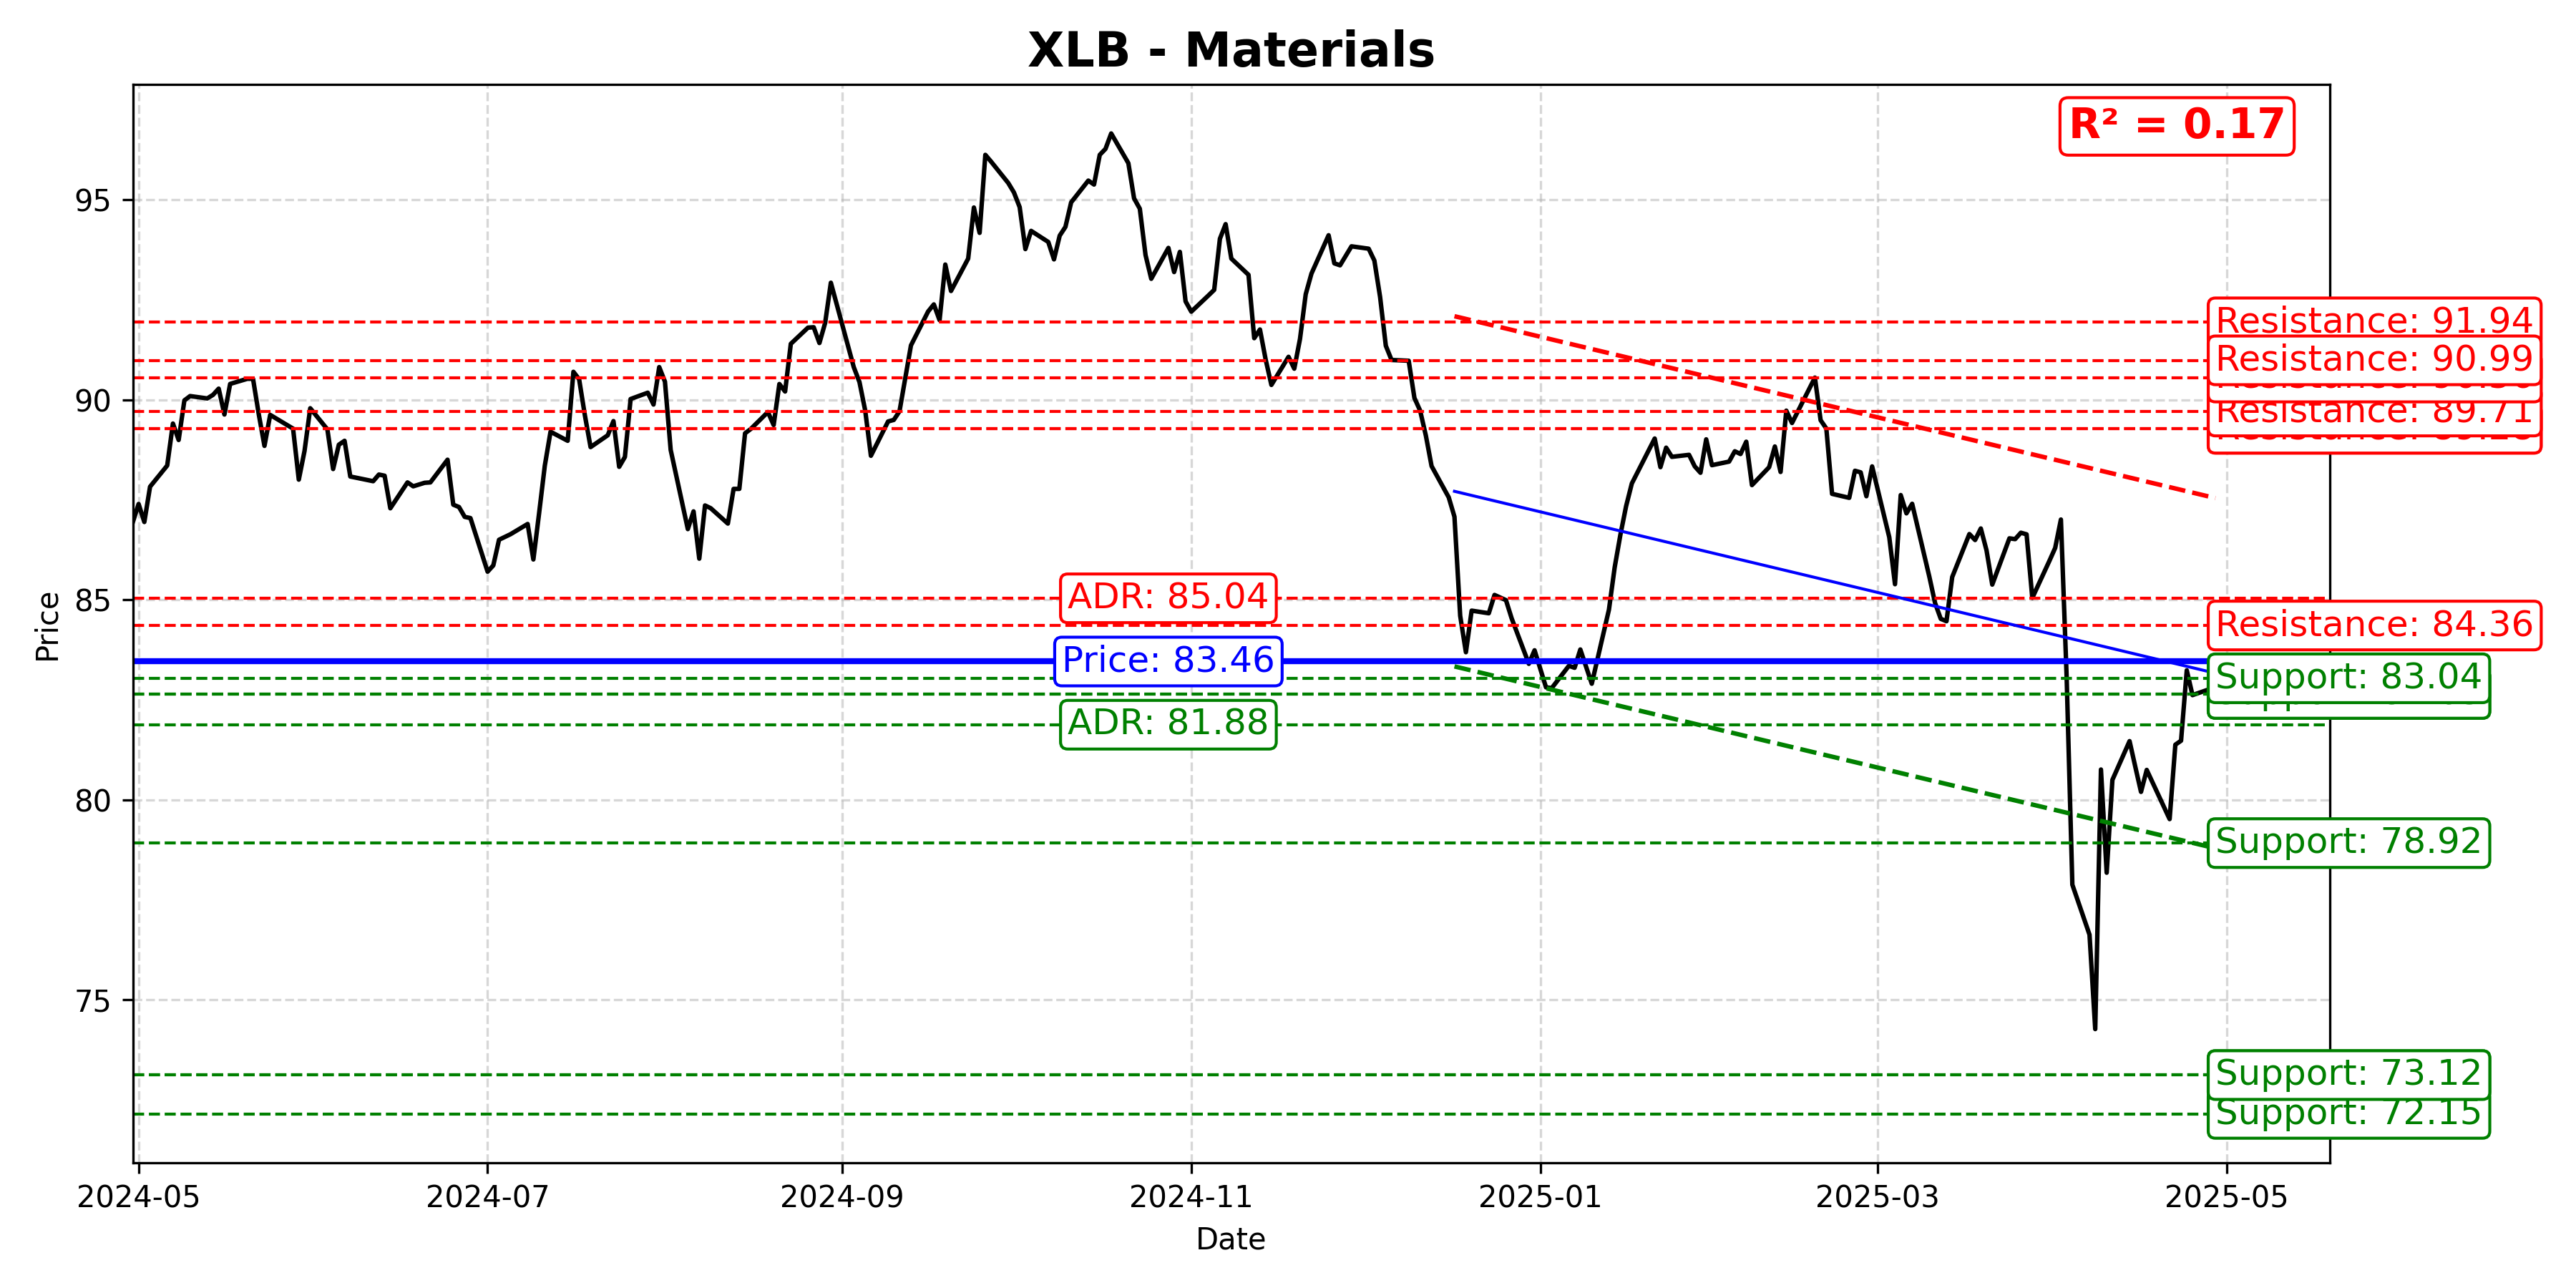 XLB - Materials
R² = 0.17
95
90
85
80
75
Price
Resistance: 91.94
Resistance: 90.99
Resistance: 89.71
ADR: 85.04
Resistance: 84.36
Price: 83.46
Support: 83.04
ADR: 81.88
Support: 78.92
Support: 73.12
Support: 72.15
2024-05
2024-07
2024-09
2024-11
2025-01
2025-03
2025-05
Date